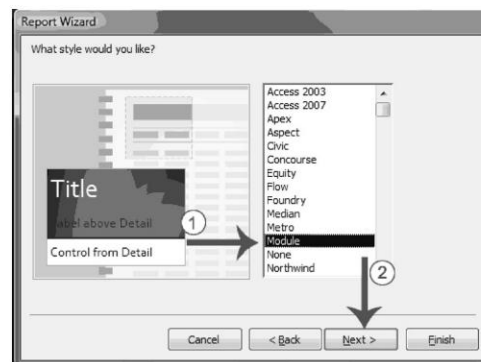 Report Wizard
What style would you like?
Access 2003
Access 2007
Apex
Aspect
Civic
Concourse
Equity
Flow
Foundry
Median
Metro
Module
None
Northwind
Title
Label above Detail
Control from Detail
1
2
Cancel
< Back
Next >
Finish